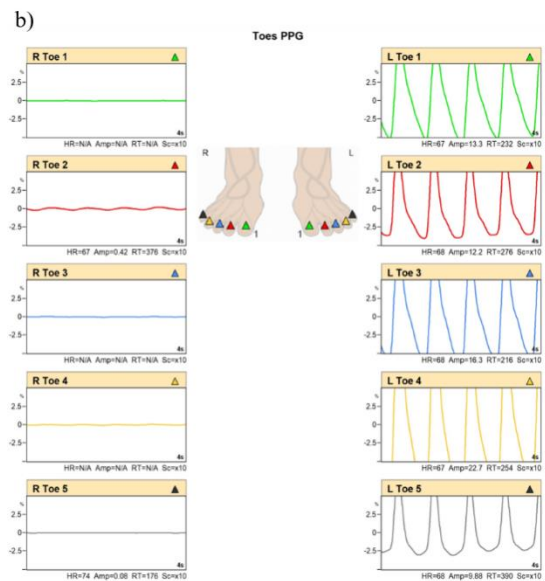 b)
Toes PPG
R Toe 1
%
2.5
0
-2.5
4s
HR=N/A Amp=N/A RT=N/A Sc=x10
R Toe 2
%
2.5
0
-2.5
4s
HR=67 Amp=0.42 RT=376 Sc=x10
R Toe 3
%
2.5
0
-2.5
4s
HR=N/A Amp=N/A RT=N/A Sc=x10
R Toe 4
%
2.5
0
-2.5
4s
HR=N/A Amp=N/A RT=N/A Sc=x10
R Toe 5
%
2.5
0
-2.5
4s
HR=74 Amp=0.08 RT=176 Sc=x10
R
L
1
1
L Toe 1
%
2.5
0
-2.5
4s
HR=67 Amp=13.3 RT=232 Sc=x10
L Toe 2
%
2.5
0
-2.5
4s
HR=68 Amp=12.2 RT=276 Sc=x10
L Toe 3
%
2.5
0
-2.5
4s
HR=68 Amp=16.3 RT=216 Sc=x10
L Toe 4
%
2.5
0
-2.5
4s
HR=67 Amp=22.7 RT=254 Sc=x10
L Toe 5
%
2.5
0
-2.5
4s
HR=68 Amp=9.88 RT=390 Sc=x10